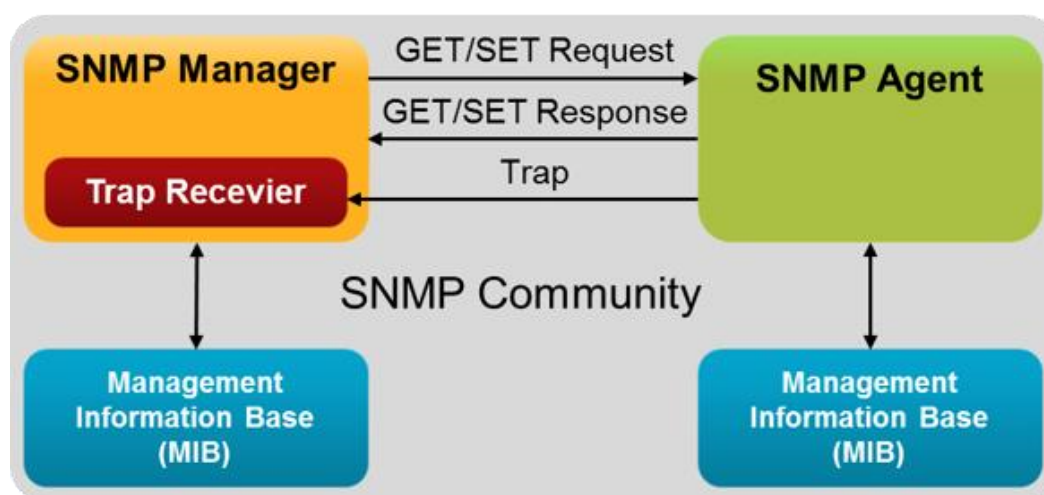 SNMP Manager
GET/SET Request
SNMP Agent
GET/SET Response
Trap
Trap Recevier
SNMP Community
Management
Information Base
(MIB)
Management
Information Base
(MIB)